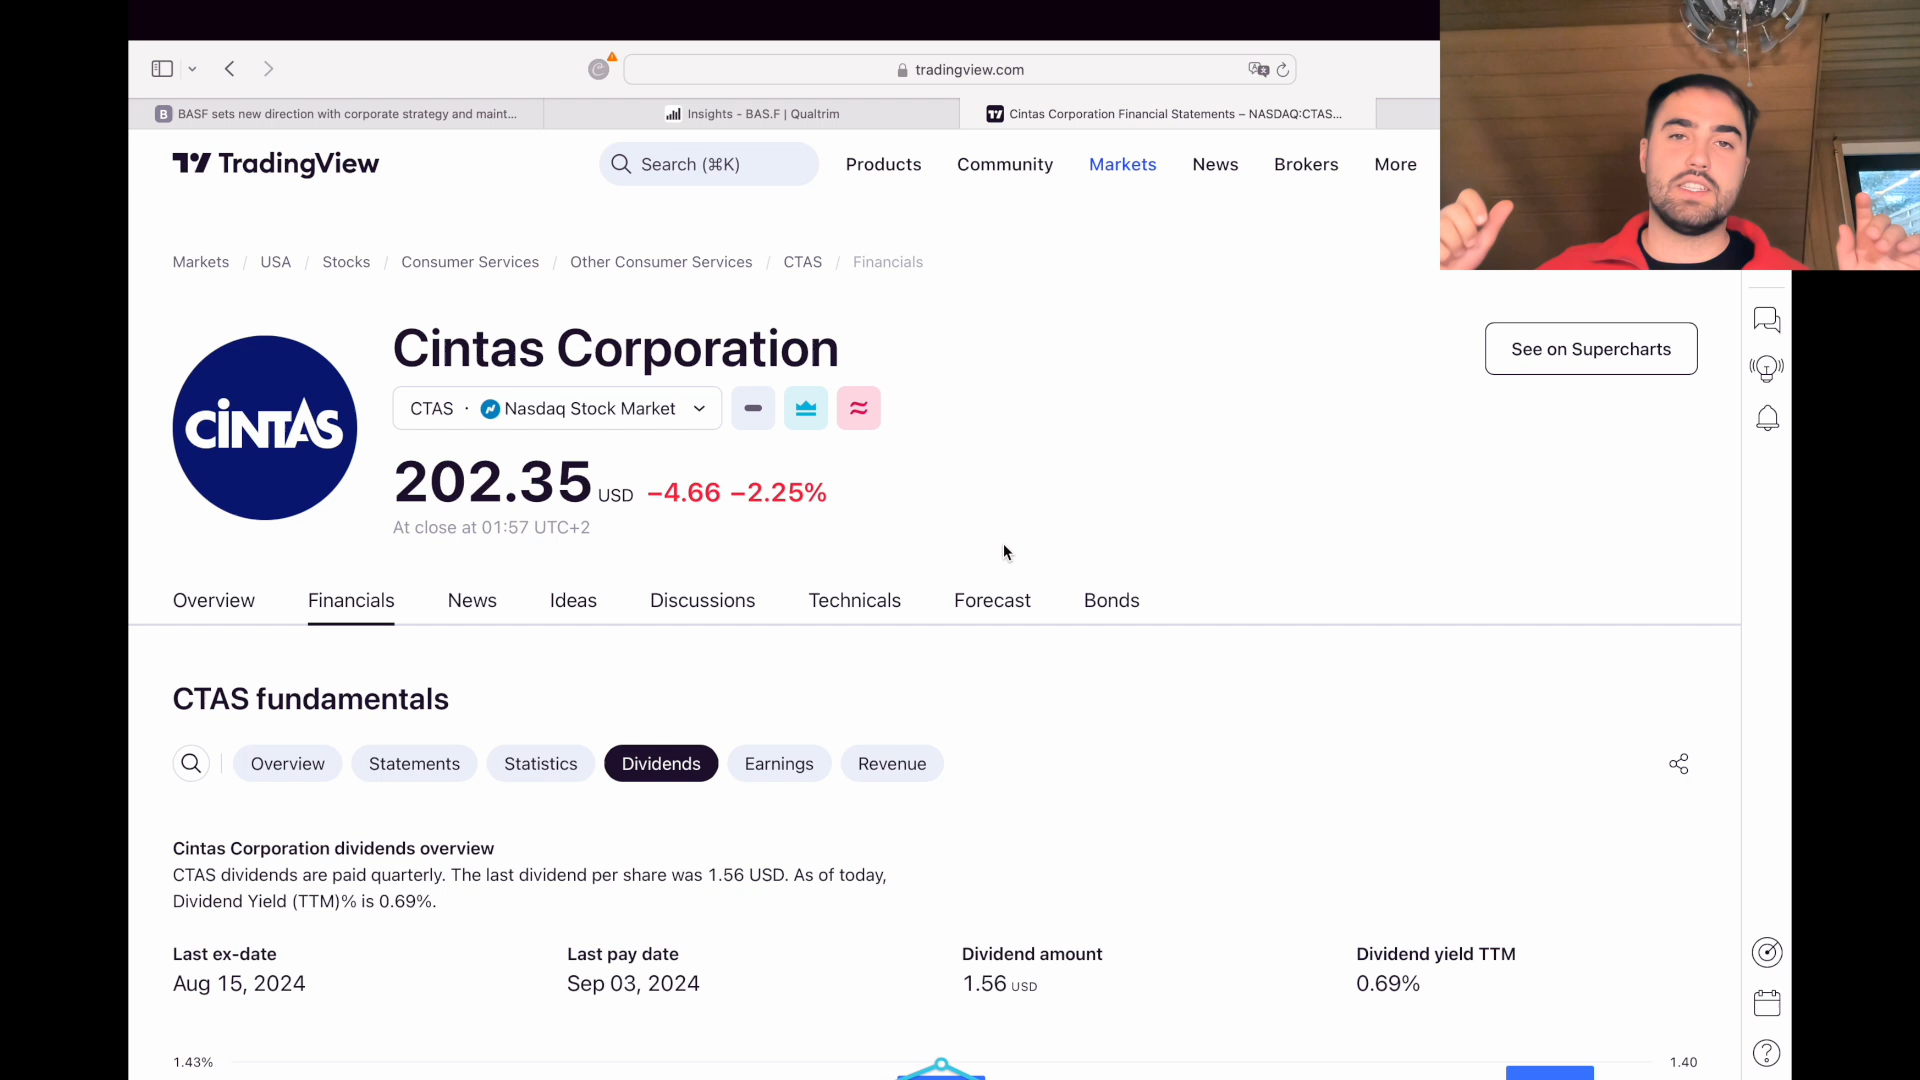 tradingview.com
B BASF sets new direction with corporate strategy and maint...
Insights - BAS.F | Qualtrim
Cintas Corporation Financial Statements – NASDAQ:CTAS...
TradingView
Search (⌘K)
Products
Community
Markets
News
Brokers
More
Markets / USA / Stocks / Consumer Services / Other Consumer Services / CTAS / Financials
CINTAS
Cintas Corporation
See on Supercharts
CTAS · Nasdaq Stock Market
202.35 USD −4.66 −2.25%
At close at 01:57 UTC+2
Overview
Financials
News
Ideas
Discussions
Technicals
Forecast
Bonds
CTAS fundamentals
Overview
Statements
Statistics
Dividends
Earnings
Revenue
Cintas Corporation dividends overview
CTAS dividends are paid quarterly. The last dividend per share was 1.56 USD. As of today,
Dividend Yield (TTM)% is 0.69%.
Last ex-date
Aug 15, 2024
Last pay date
Sep 03, 2024
Dividend amount
1.56 USD
Dividend yield TTM
0.69%
1.43%
1.40